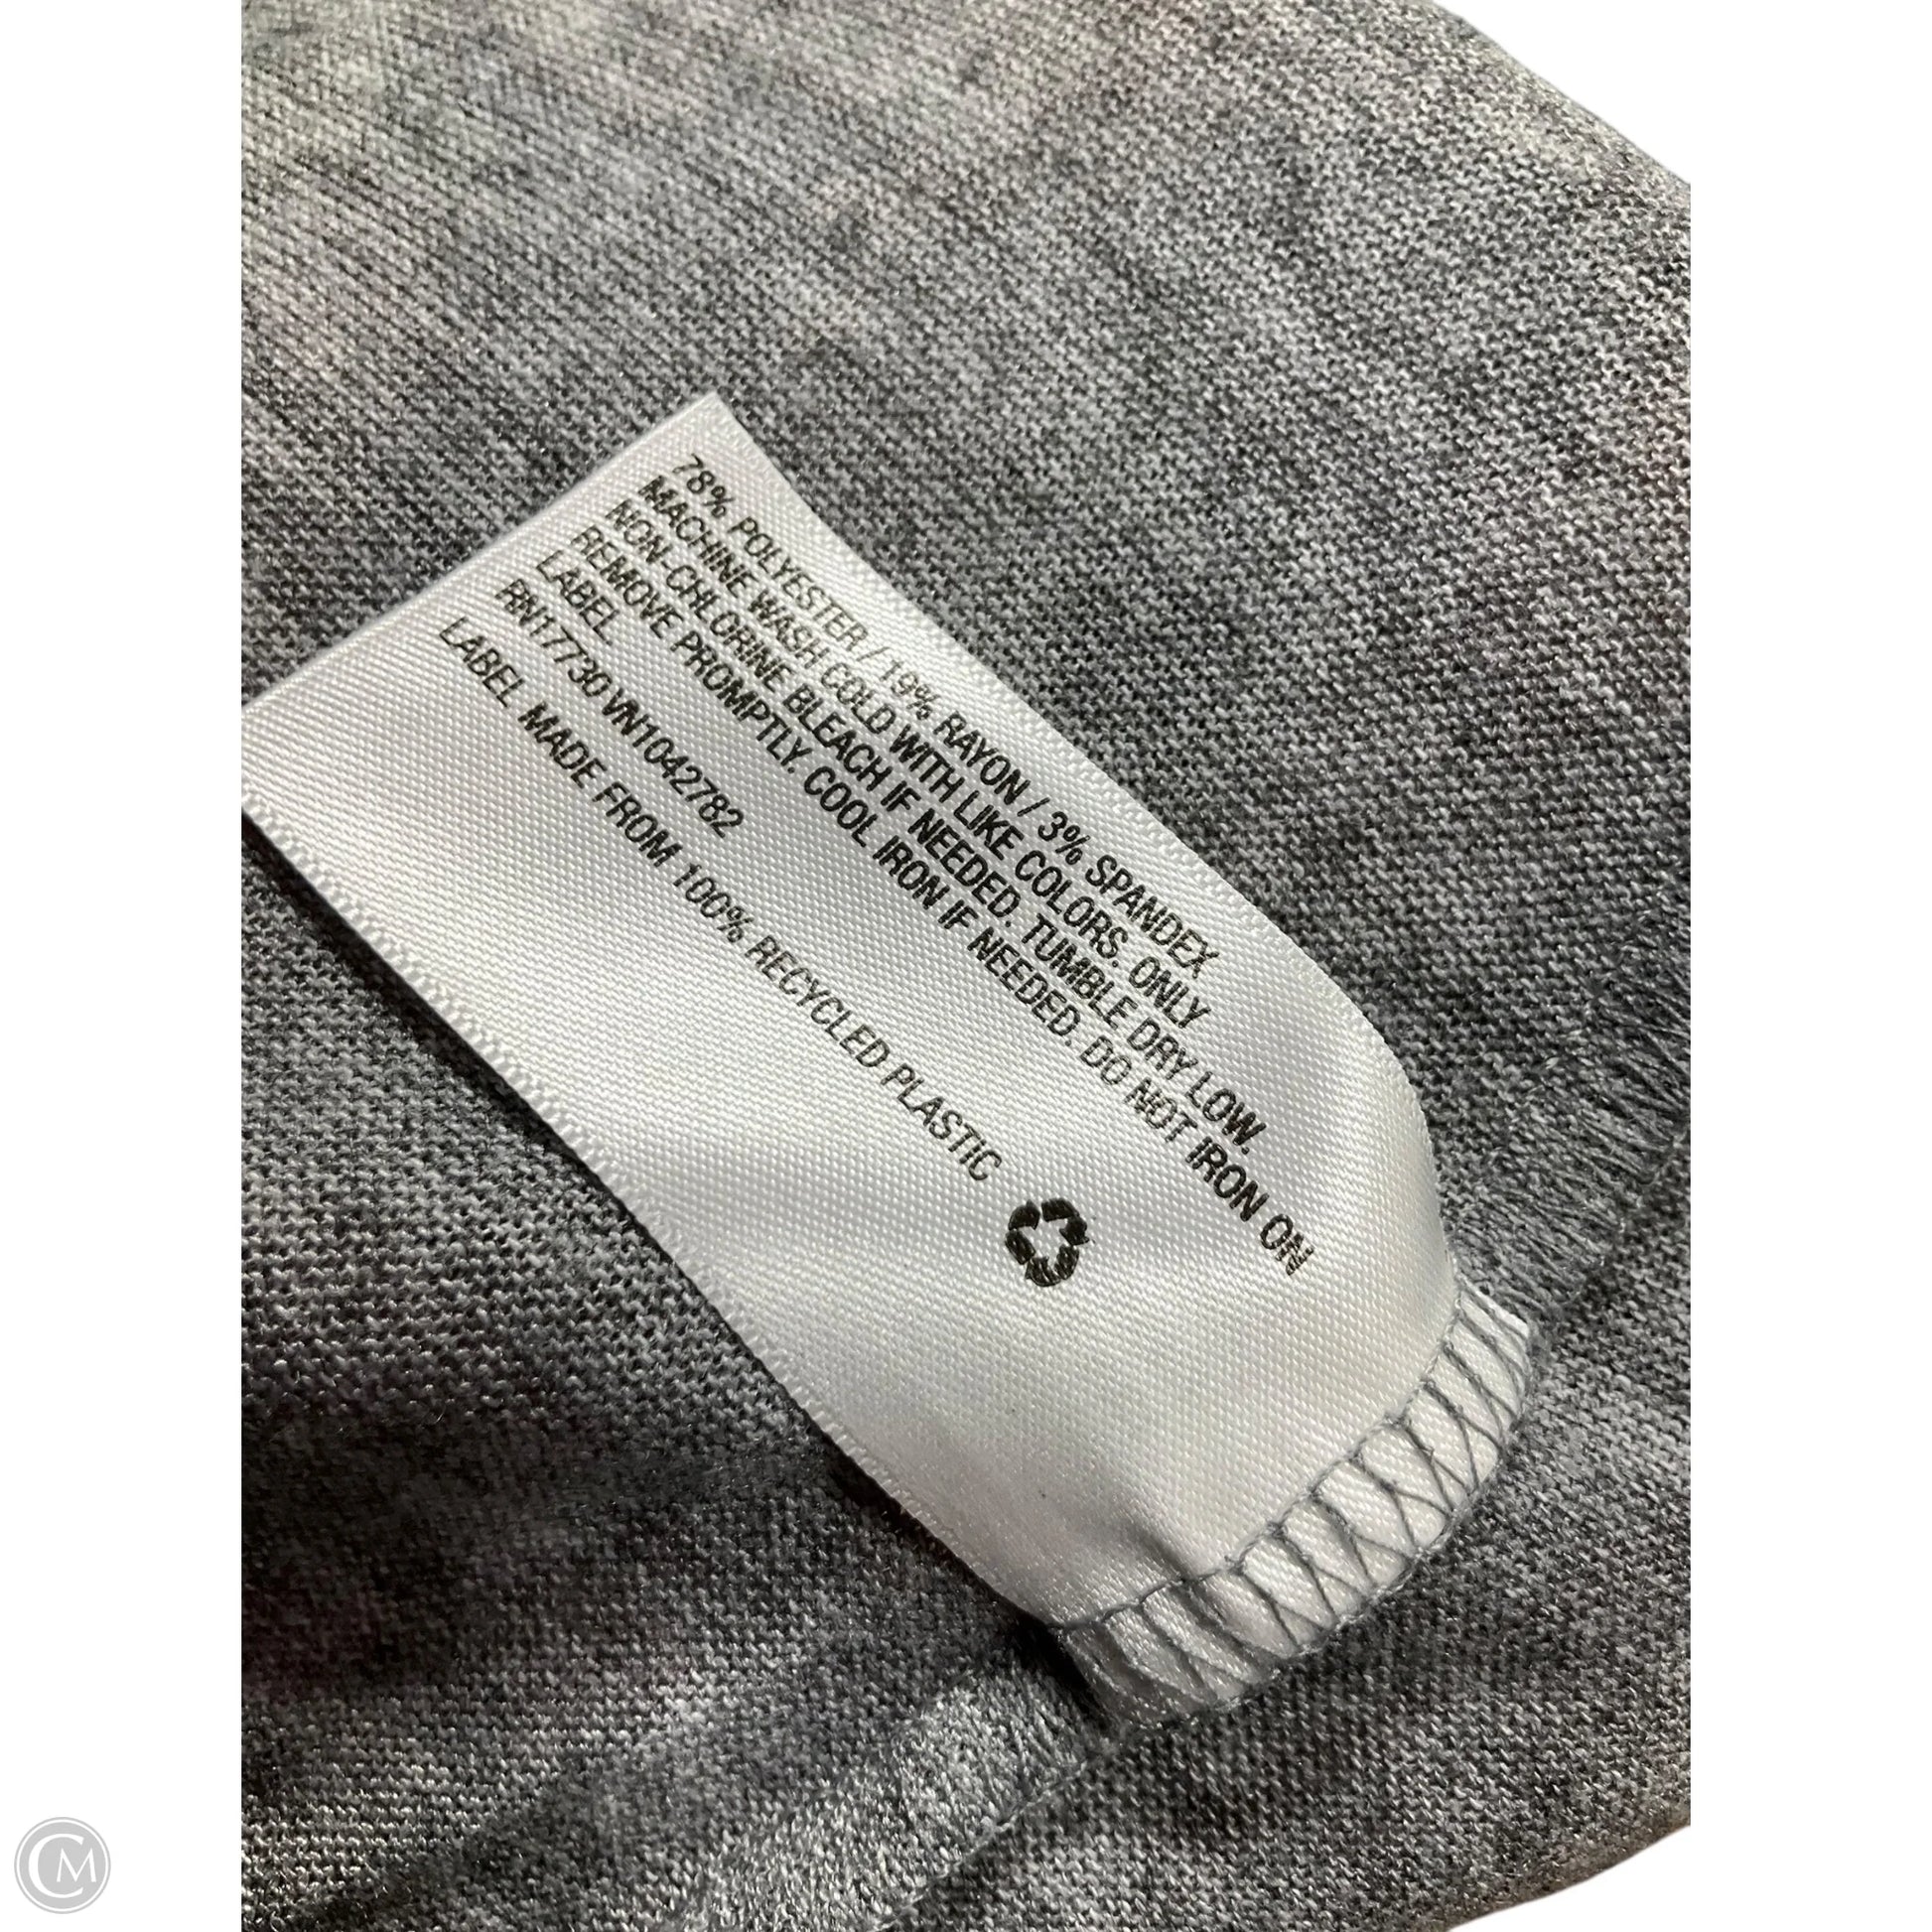 78% POLYESTER / 19% RAYON / 3% SPANDEX
MACHINE WASH COLD WITH LIKE COLORS. ONLY
NON-CHLORINE BLEACH IF NEEDED. TUMBLE DRY LOW.
REMOVE PROMPTLY. COOL IRON IF NEEDED. DO NOT IRON ON
LABEL
RN17730 VN1042782
LABEL MADE FROM 100% RECYCLED PLASTIC
CM